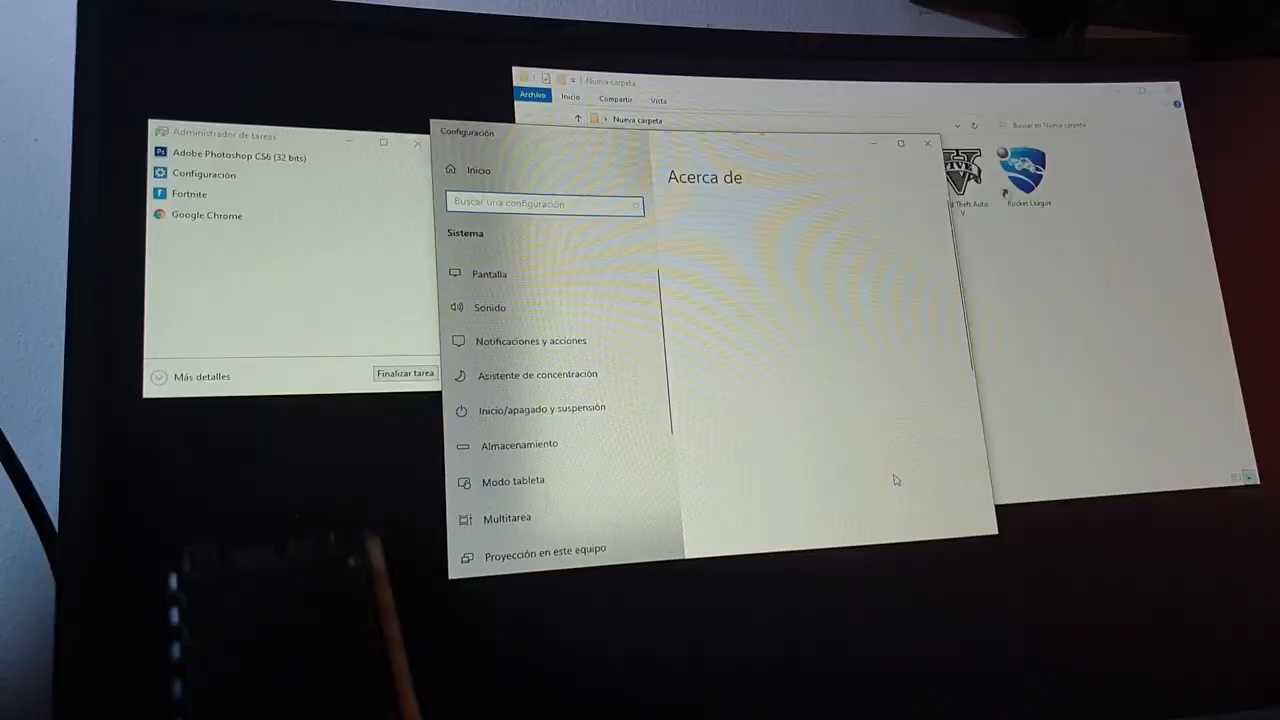 Nueva carpeta
Archivo
Inicio
Compartir
Vista
Nueva carpeta
Buscar en Nueva carpeta
Theft Auto
V
Rocket League
Administrador de tareas
Adobe Photoshop CS6 (32 bits)
Configuración
Fortnite
Google Chrome
Más detalles
Finalizar tarea
Configuración
Inicio
Buscar una configuración
Sistema
Pantalla
Sonido
Notificaciones y acciones
Asistente de concentración
Inicio/apagado y suspensión
Almacenamiento
Modo tableta
Multitarea
Proyección en este equipo
Acerca de